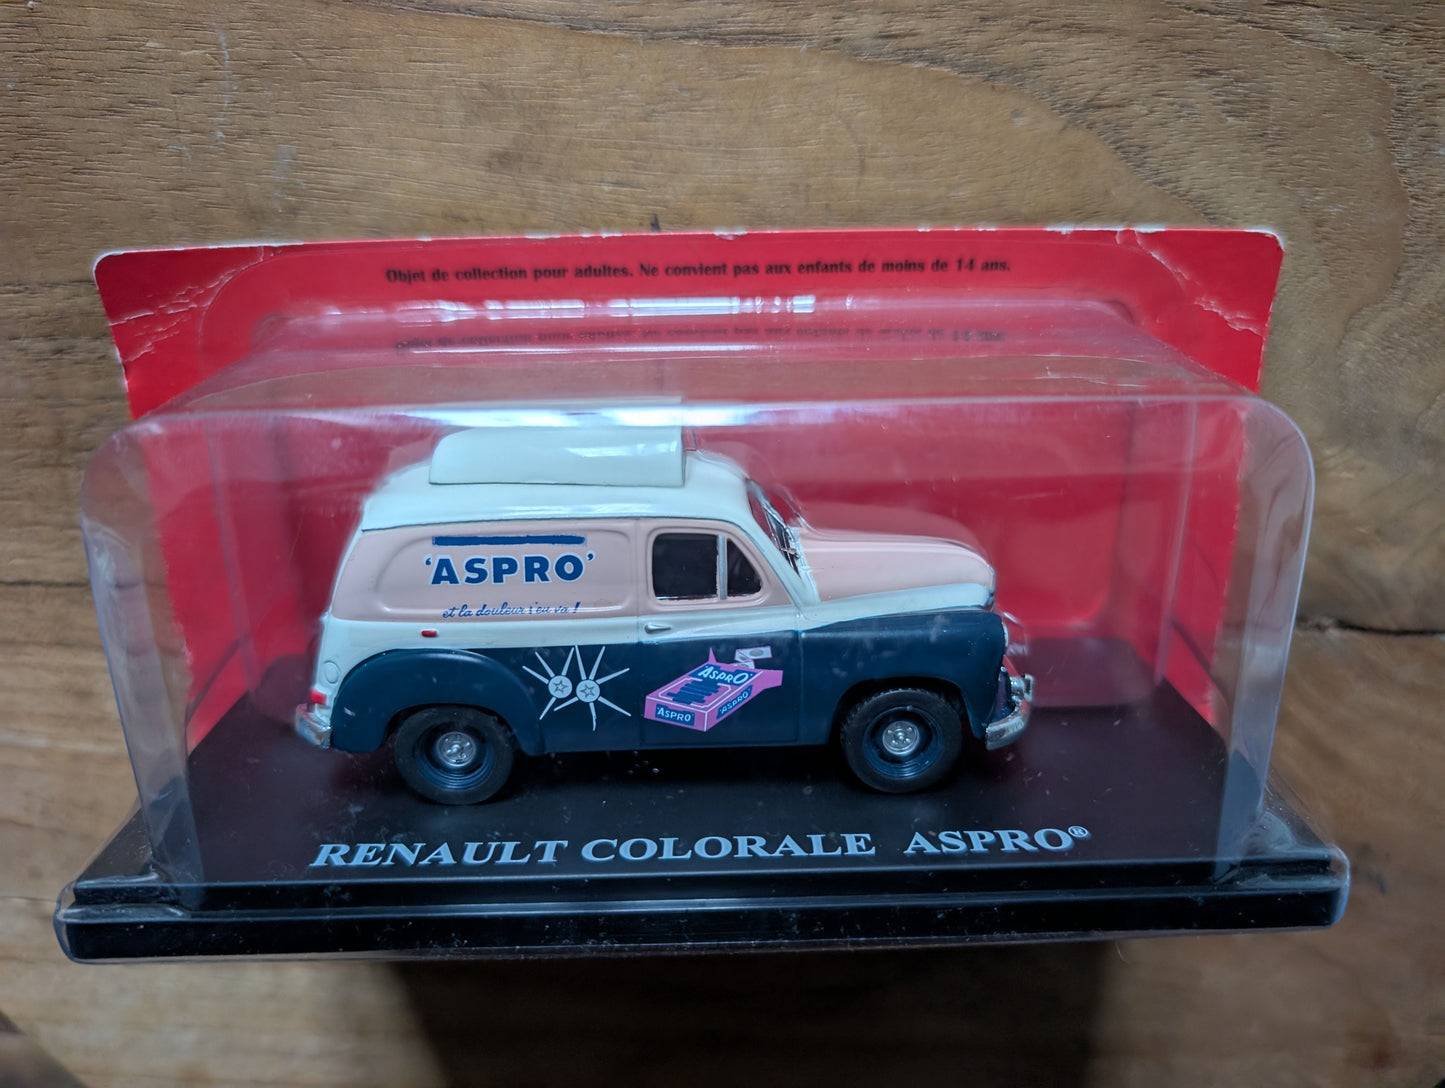 Objet de collection pour adultes. Ne convient pas aux enfants de moins de 14 ans.
'ASPRO'
et la douleur s'en va !
ASPRO
'ASPRO'
'ASPRO'
RENAULT COLORALE ASPRO®